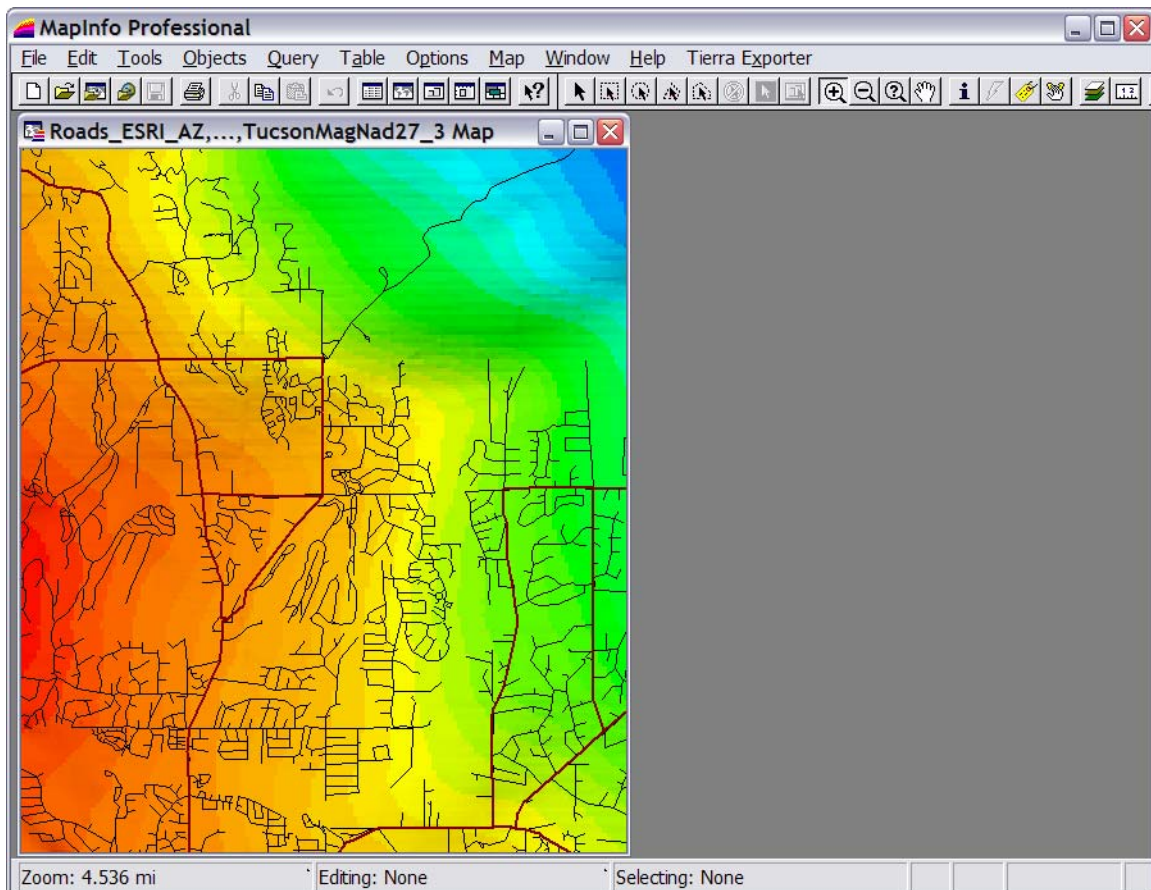 MapInfo Professional
File Edit Tools Objects Query Table Options Map Window Help Tierra Exporter
Roads_ESRI_AZ,...,TucsonMagNad27_3 Map
Zoom: 4.536 mi Editing: None Selecting: None